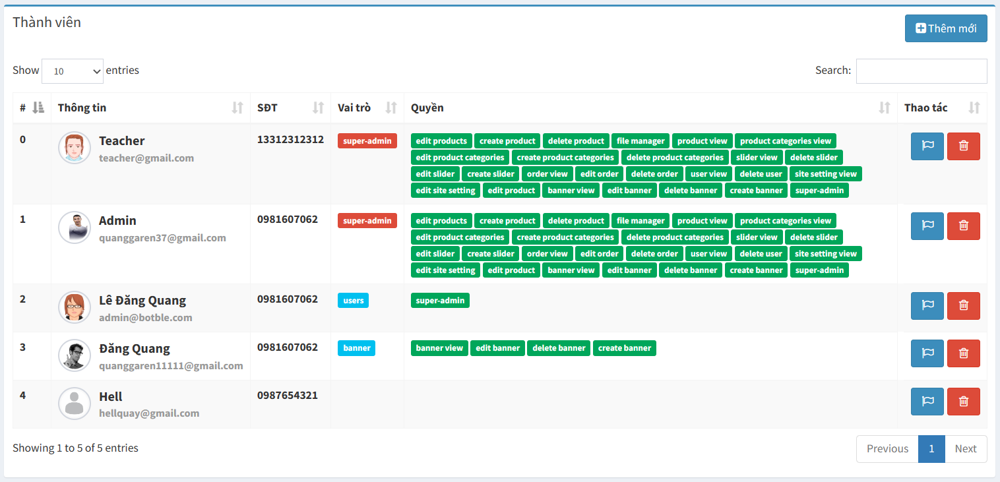 Thành viên
Thêm mới
Show 10 entries
Search:
# Thông tin SĐT Vai trò Quyền Thao tác
0 Teacher 13312312312 super-admin edit products create product delete product file manager product view product categories view
teacher@gmail.com edit product categories create product categories delete product categories slider view delete slider
edit slider create slider order view edit order delete order user view delete user site setting view
edit site setting edit product banner view edit banner delete banner create banner super-admin
1 Admin 0981607062 super-admin edit products create product delete product file manager product view product categories view
quanggaren37@gmail.com edit product categories create product categories delete product categories slider view delete slider
edit slider create slider order view edit order delete order user view delete user site setting view
edit site setting edit product banner view edit banner delete banner create banner super-admin
2 Lê Đăng Quang 0981607062 users super-admin
admin@botble.com
3 Đăng Quang 0981607062 banner banner view edit banner delete banner create banner
quanggaren11111@gmail.com
4 Hell 0987654321
hellquay@gmail.com
Showing 1 to 5 of 5 entries
Previous 1 Next